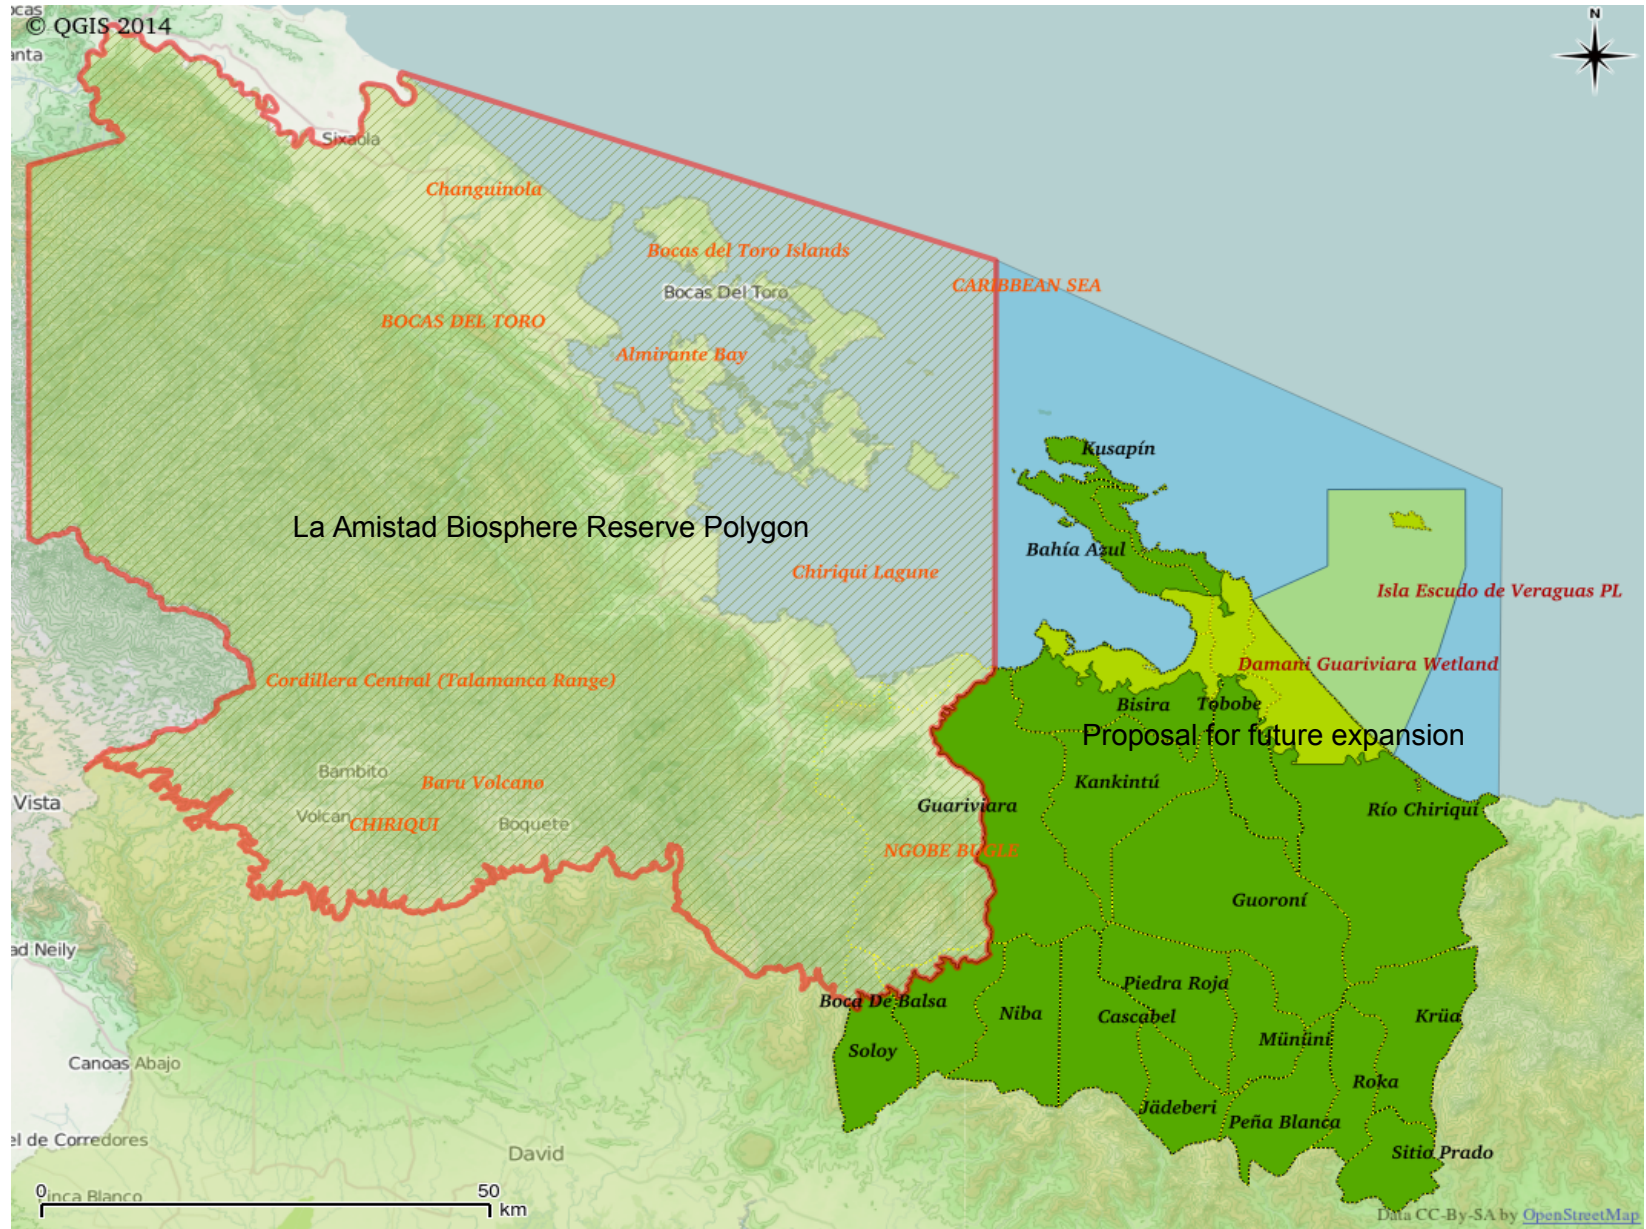 ocas
© QGIS 2014
anta
N
Sixaola
Changuinola
Bocas del Toro Islands
CARIBBEAN SEA
Bocas Del Toro
BOCAS DEL TORO
Almirante Bay
Kusapín
La Amistad Biosphere Reserve Polygon
Bahía Azul
Chiriqui Lagune
Isla Escudo de Veraguas PL
Damani Guariviara Wetland
Cordillera Central (Talamanca Range)
Bisira
Tobobe
Proposal for future expansion
Bambito
Baru Volcano
Kankintú
Vista
Guariviara
Río Chiriquí
Volcan
CHIRIQUI
Boquete
NGOBE BUGLE
Guoroní
ad Neily
Piedra Roja
Boca De Balsa
Niba
Cascabel
Krüa
Mününi
Soloy
Canoas Abajo
Roka
Jädeberi
Peña Blanca
el de Corredores
David
Sitio Prado
0
50
km
inca Blanco
Data CC-By-SA by OpenStreetMap